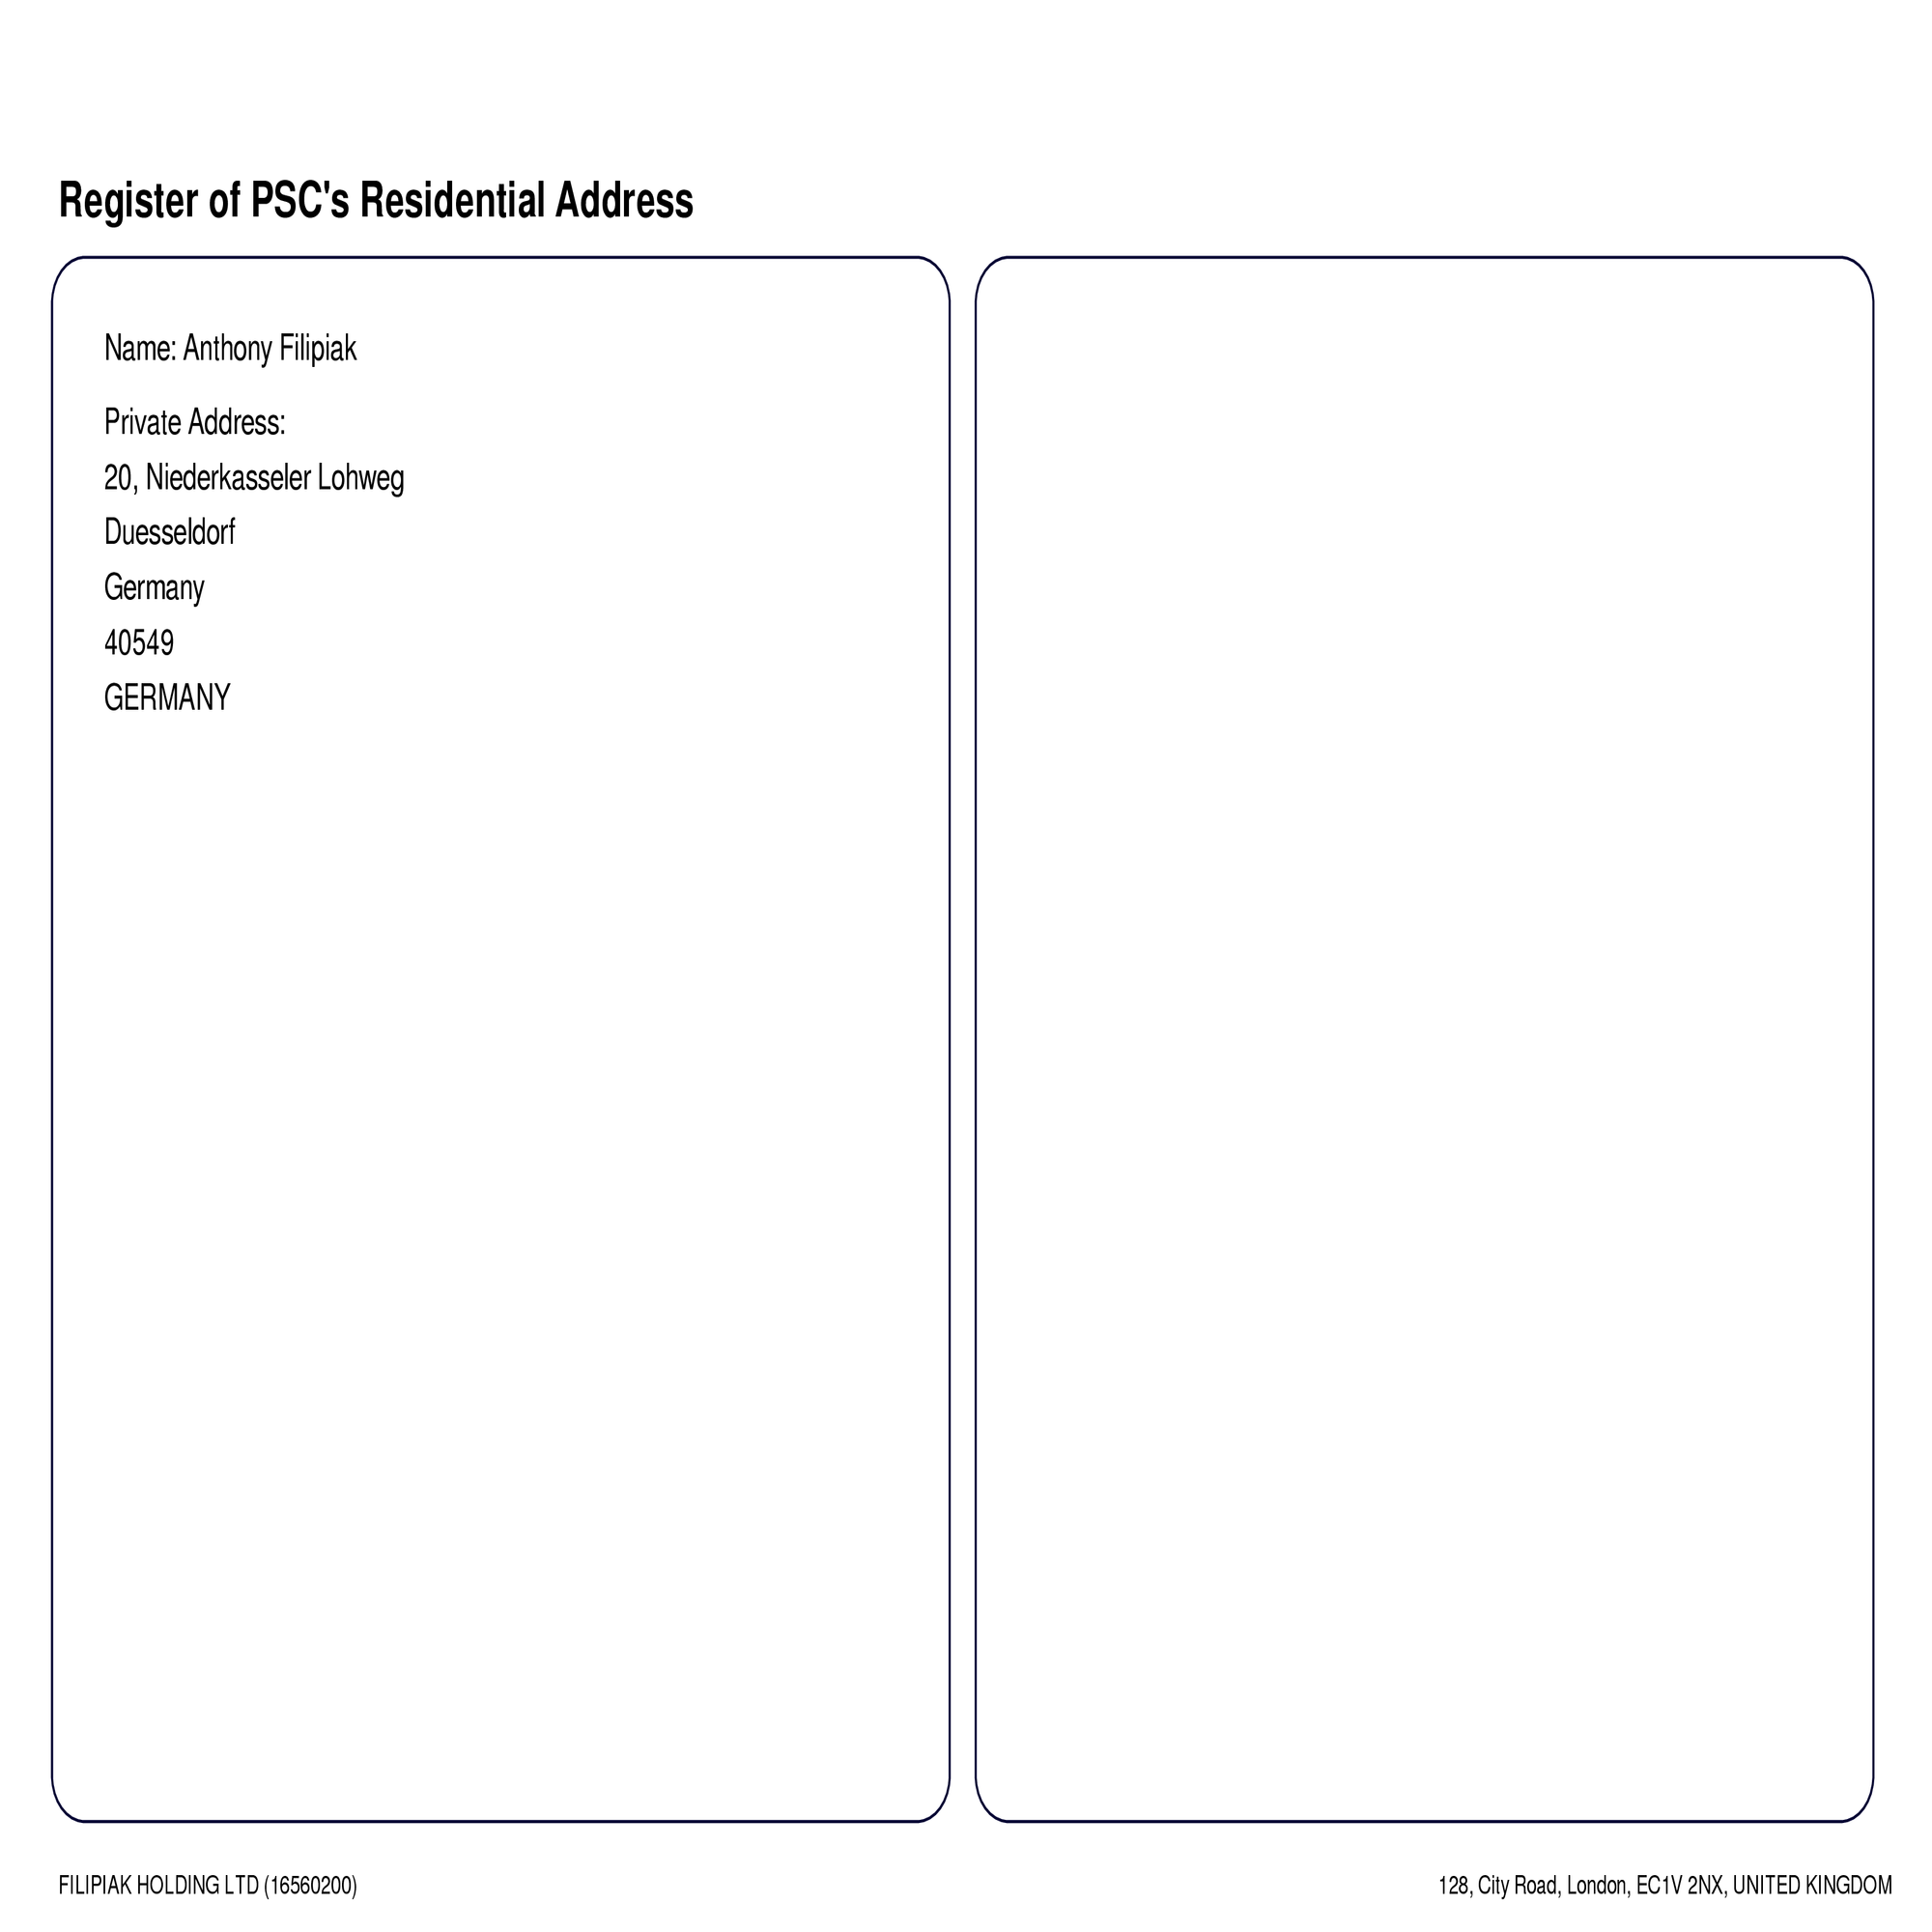 Register of PSC's Residential Address
Name: Anthony Filipiak
Private Address:
20, Niederkasseler Lohweg
Duesseldorf
Germany
40549
GERMANY
FILIPIAK HOLDING LTD (16560200)
128, City Road, London, EC1V 2NX, UNITED KINGDOM